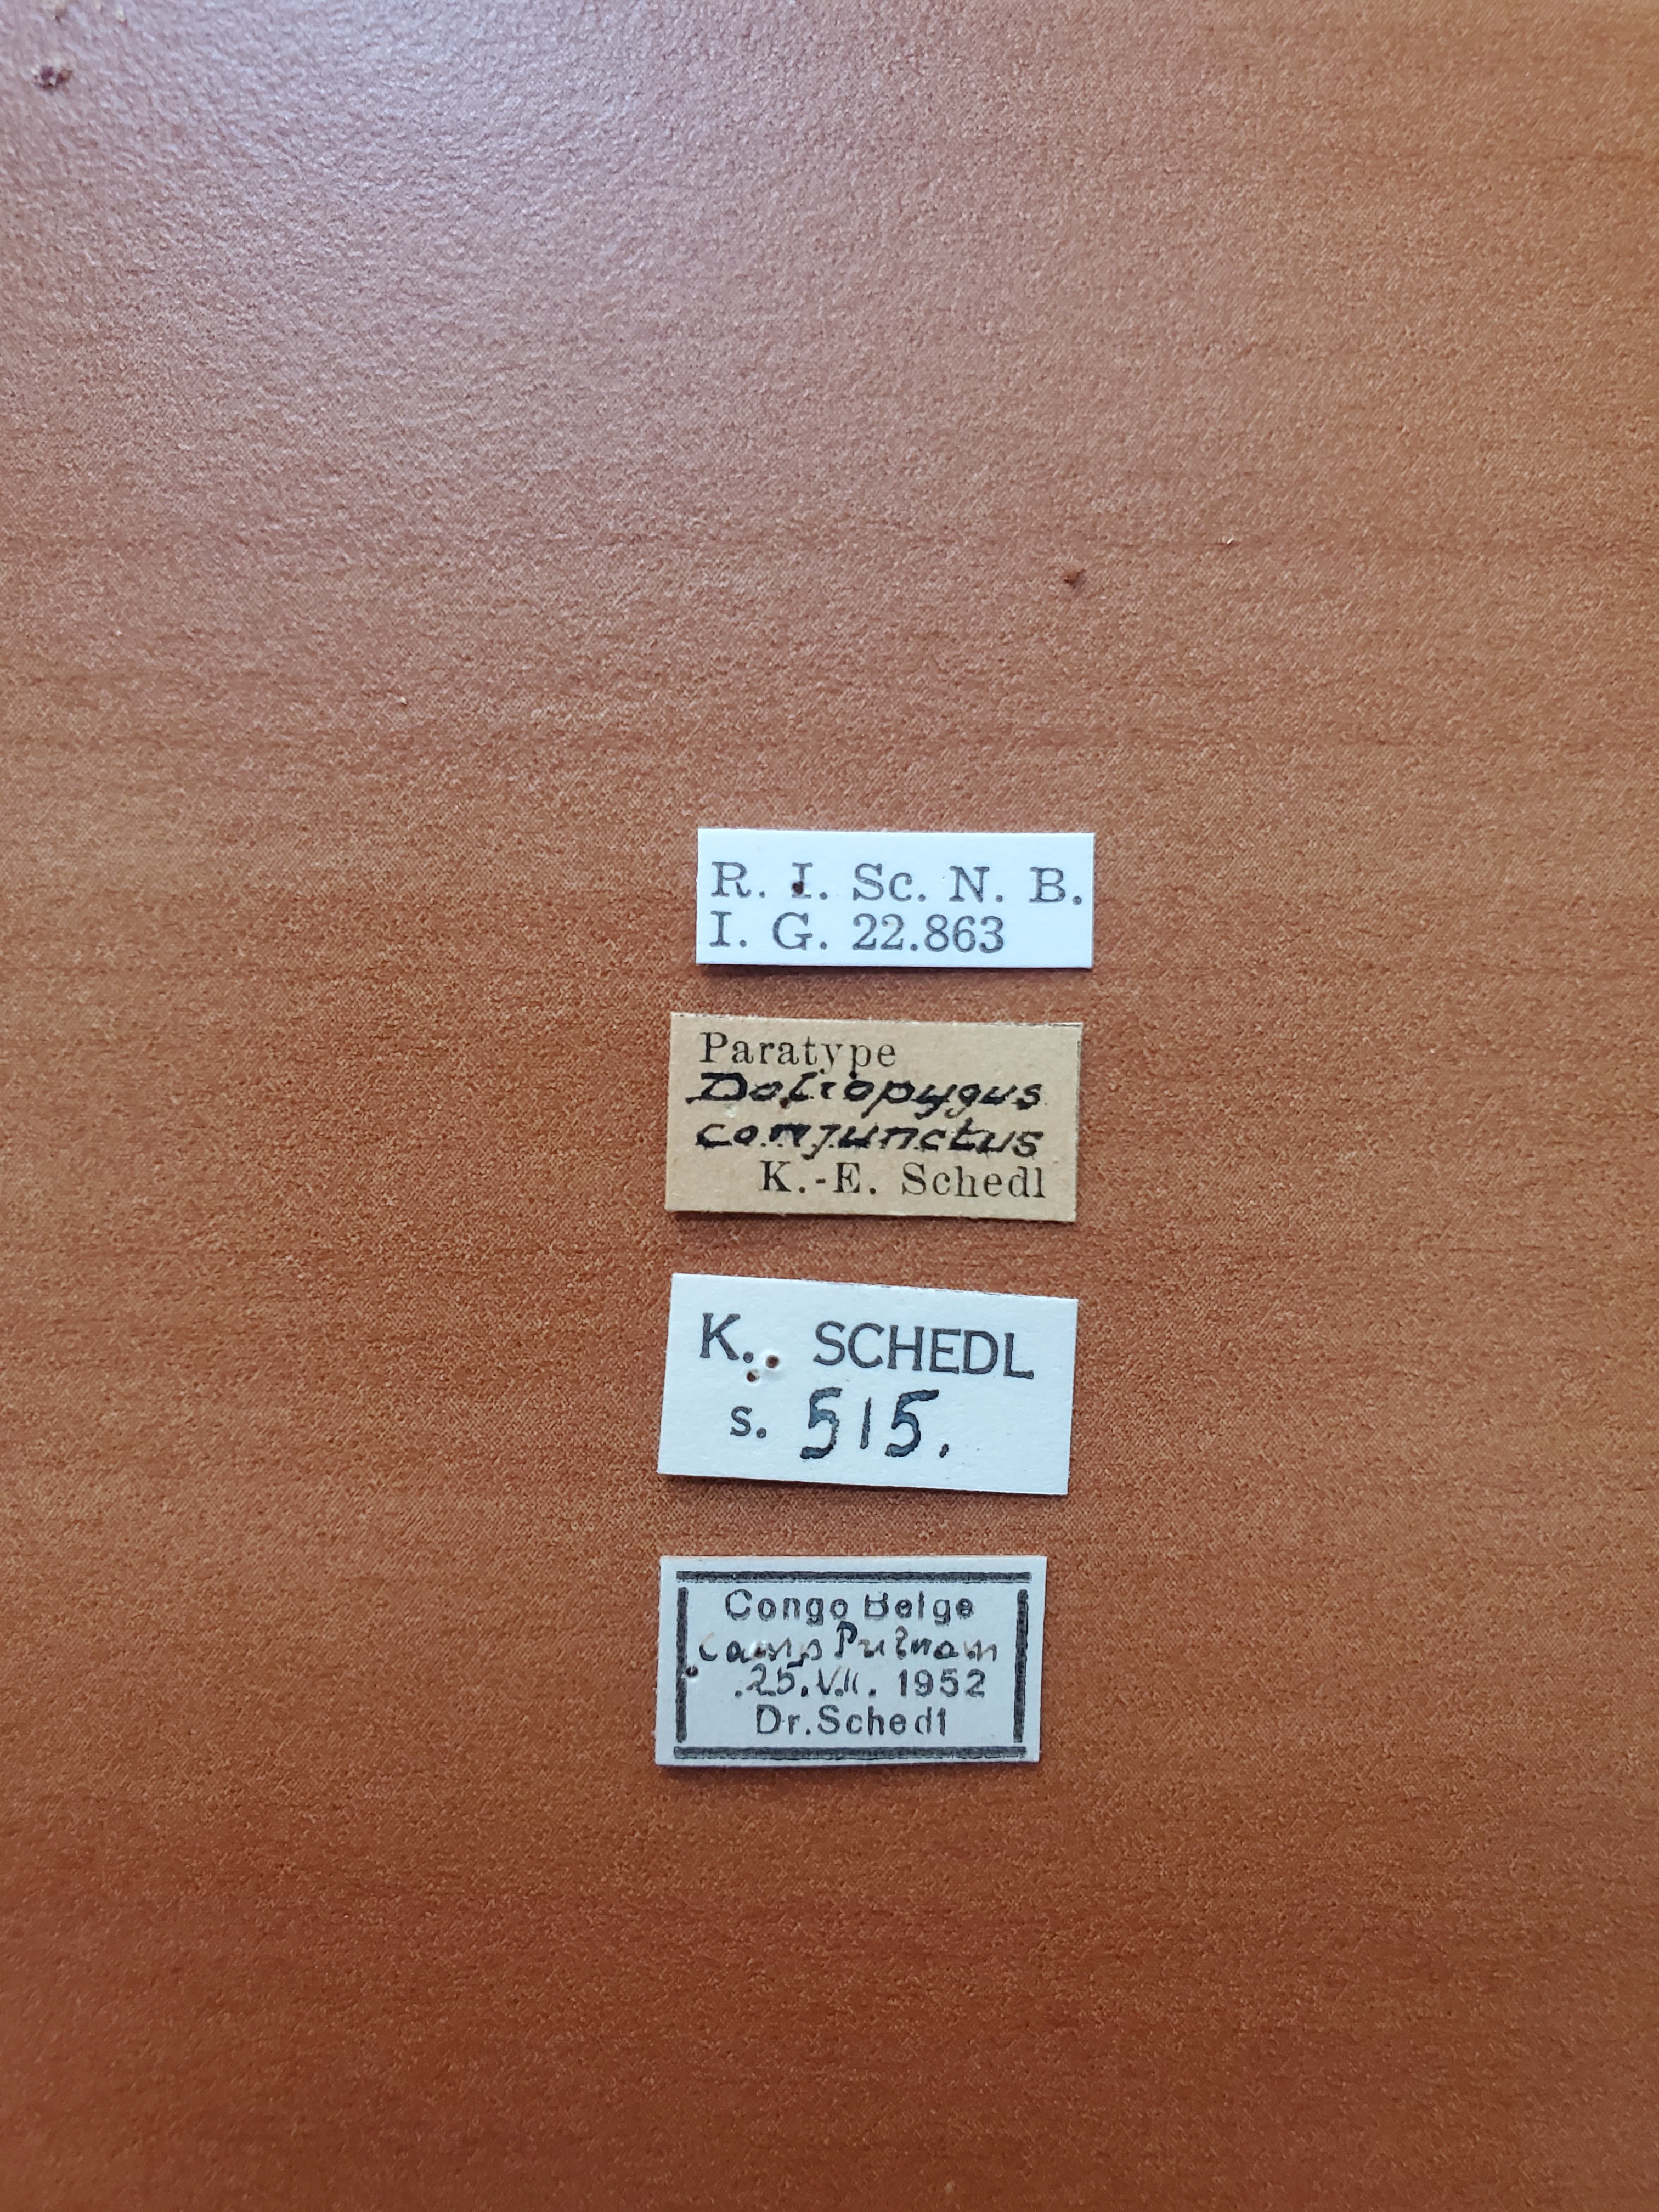 R. I. Sc. N. B.
I. G. 22.863
Paratype
Doliopygus
conjunctus
K.-E. Schedl
K. SCHEDL
s. 515.
Congo Belge
Camp Putnam
25.VII. 1952
Dr. Schedl